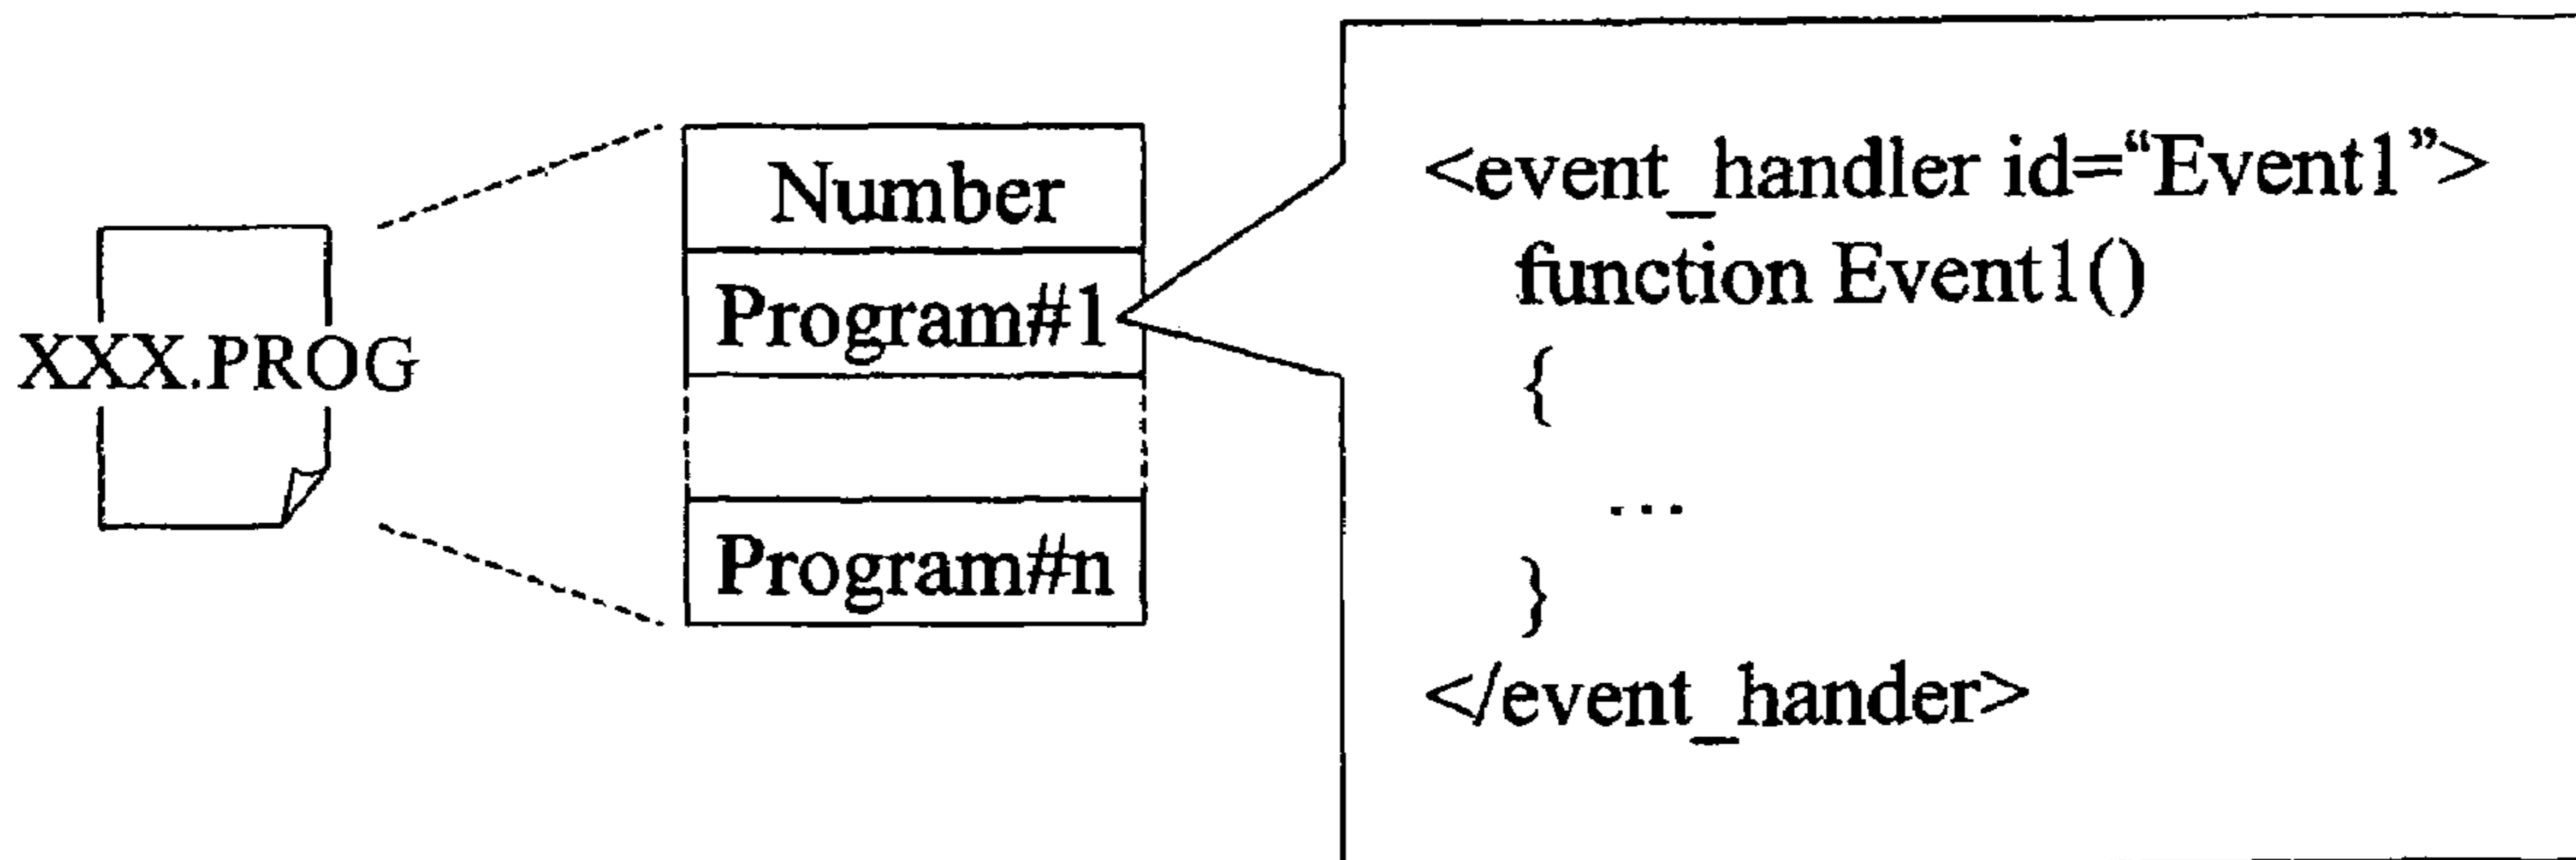 XXX.PROG
Number
Program#1
Program#n
<event_handler id=“Event1”>
function Event1()
{
...
}
</event_hander>